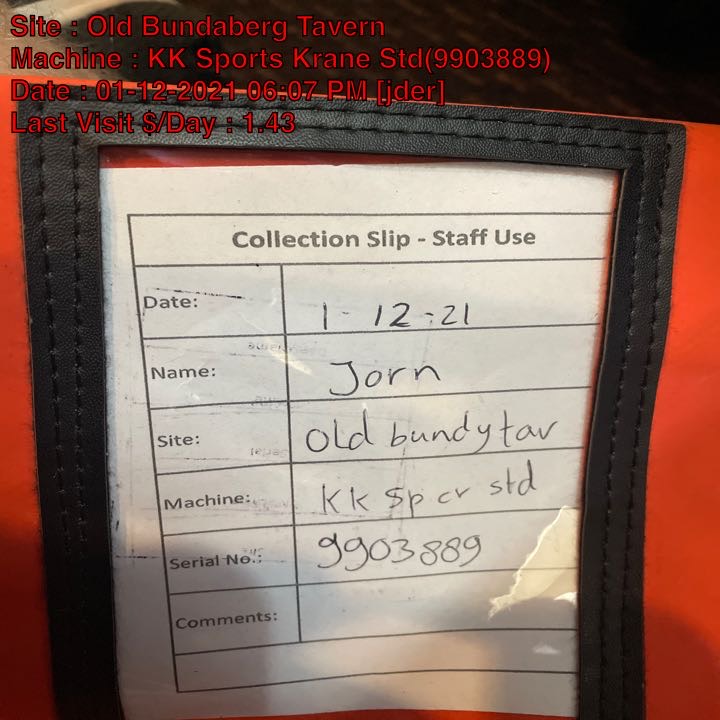 Site : Old Bundaberg Tavern
Machine : KK Sports Krane Std(9903889)
Date : 01-12-2021 06:07 PM [jder]
Last Visit $/Day : 1.43
Collection Slip - Staff Use
Date: 1-12-21
Name: Jorn
Site: Old bundy tav
Machine: KK Sp cr std
Serial No.: 9903889
Comments: